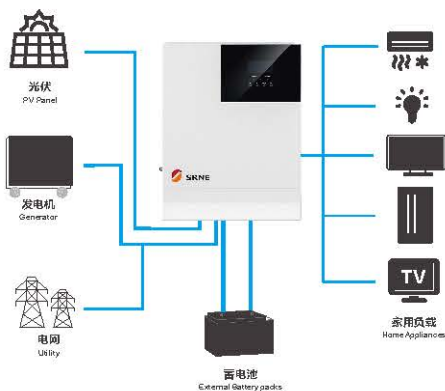 光伏
PV Panel
发电机
Generator
电网
Utility
SRNE
蓄电池
External Battery packs
TV
家用负载
Home Appliances